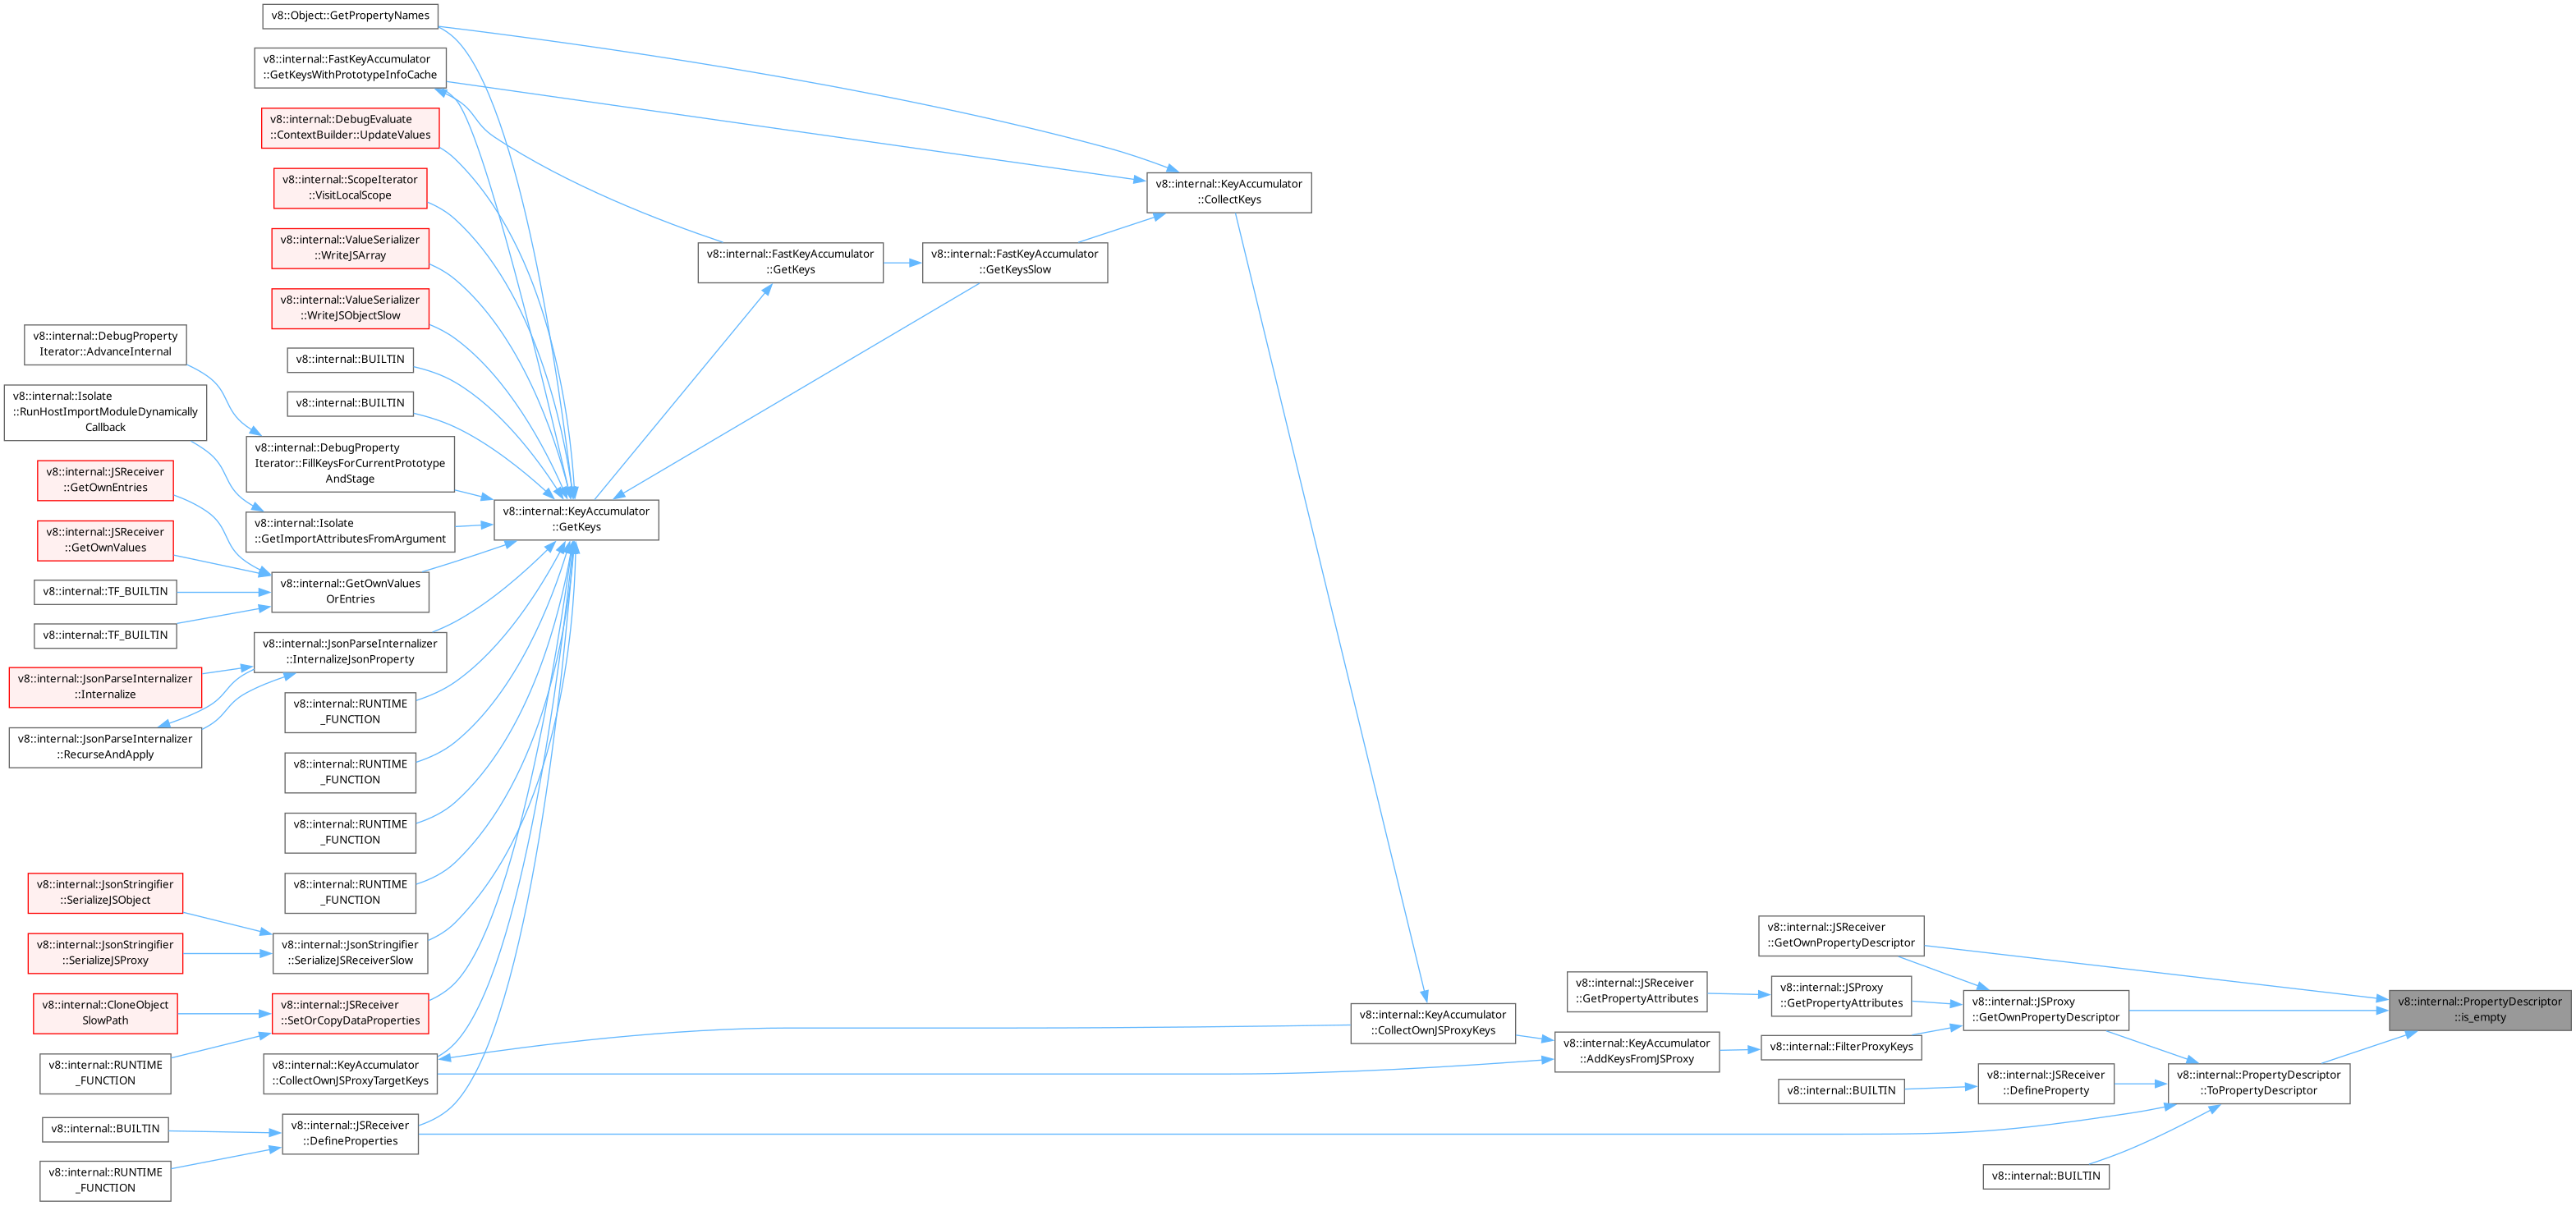 v8::Object::GetPropertyNames
v8::internal::FastKeyAccumulator
::GetKeysWithPrototypeInfoCache
v8::internal::DebugEvaluate
::ContextBuilder::UpdateValues
v8::internal::ScopeIterator
::VisitLocalScope
v8::internal::ValueSerializer
::WriteJSArray
v8::internal::ValueSerializer
::WriteJSObjectSlow
v8::internal::BUILTIN
v8::internal::BUILTIN
v8::internal::DebugProperty
Iterator::AdvanceInternal
v8::internal::Isolate
::RunHostImportModuleDynamically
Callback
v8::internal::DebugProperty
Iterator::FillKeysForCurrentPrototype
AndStage
v8::internal::JSReceiver
::GetOwnEntries
v8::internal::Isolate
::GetImportAttributesFromArgument
v8::internal::JSReceiver
::GetOwnValues
v8::internal::GetOwnValues
OrEntries
v8::internal::TF_BUILTIN
v8::internal::TF_BUILTIN
v8::internal::JsonParseInternalizer
::InternalizeJsonProperty
v8::internal::JsonParseInternalizer
::Internalize
v8::internal::JsonParseInternalizer
::RecurseAndApply
v8::internal::RUNTIME
_FUNCTION
v8::internal::RUNTIME
_FUNCTION
v8::internal::RUNTIME
_FUNCTION
v8::internal::RUNTIME
_FUNCTION
v8::internal::JsonStringifier
::SerializeJSObject
v8::internal::JsonStringifier
::SerializeJSProxy
v8::internal::JsonStringifier
::SerializeJSReceiverSlow
v8::internal::CloneObject
SlowPath
v8::internal::JSReceiver
::SetOrCopyDataProperties
v8::internal::RUNTIME
_FUNCTION
v8::internal::KeyAccumulator
::CollectOwnJSProxyTargetKeys
v8::internal::BUILTIN
v8::internal::JSReceiver
::DefineProperties
v8::internal::RUNTIME
_FUNCTION
v8::internal::KeyAccumulator
::GetKeys
v8::internal::FastKeyAccumulator
::GetKeys
v8::internal::FastKeyAccumulator
::GetKeysSlow
v8::internal::KeyAccumulator
::CollectKeys
v8::internal::KeyAccumulator
::CollectOwnJSProxyKeys
v8::internal::JSReceiver
::GetPropertyAttributes
v8::internal::KeyAccumulator
::AddKeysFromJSProxy
v8::internal::JSReceiver
::GetOwnPropertyDescriptor
v8::internal::JSProxy
::GetPropertyAttributes
v8::internal::FilterProxyKeys
v8::internal::BUILTIN
v8::internal::JSProxy
::GetOwnPropertyDescriptor
v8::internal::JSReceiver
::DefineProperty
v8::internal::BUILTIN
v8::internal::PropertyDescriptor
::ToPropertyDescriptor
v8::internal::PropertyDescriptor
::is_empty